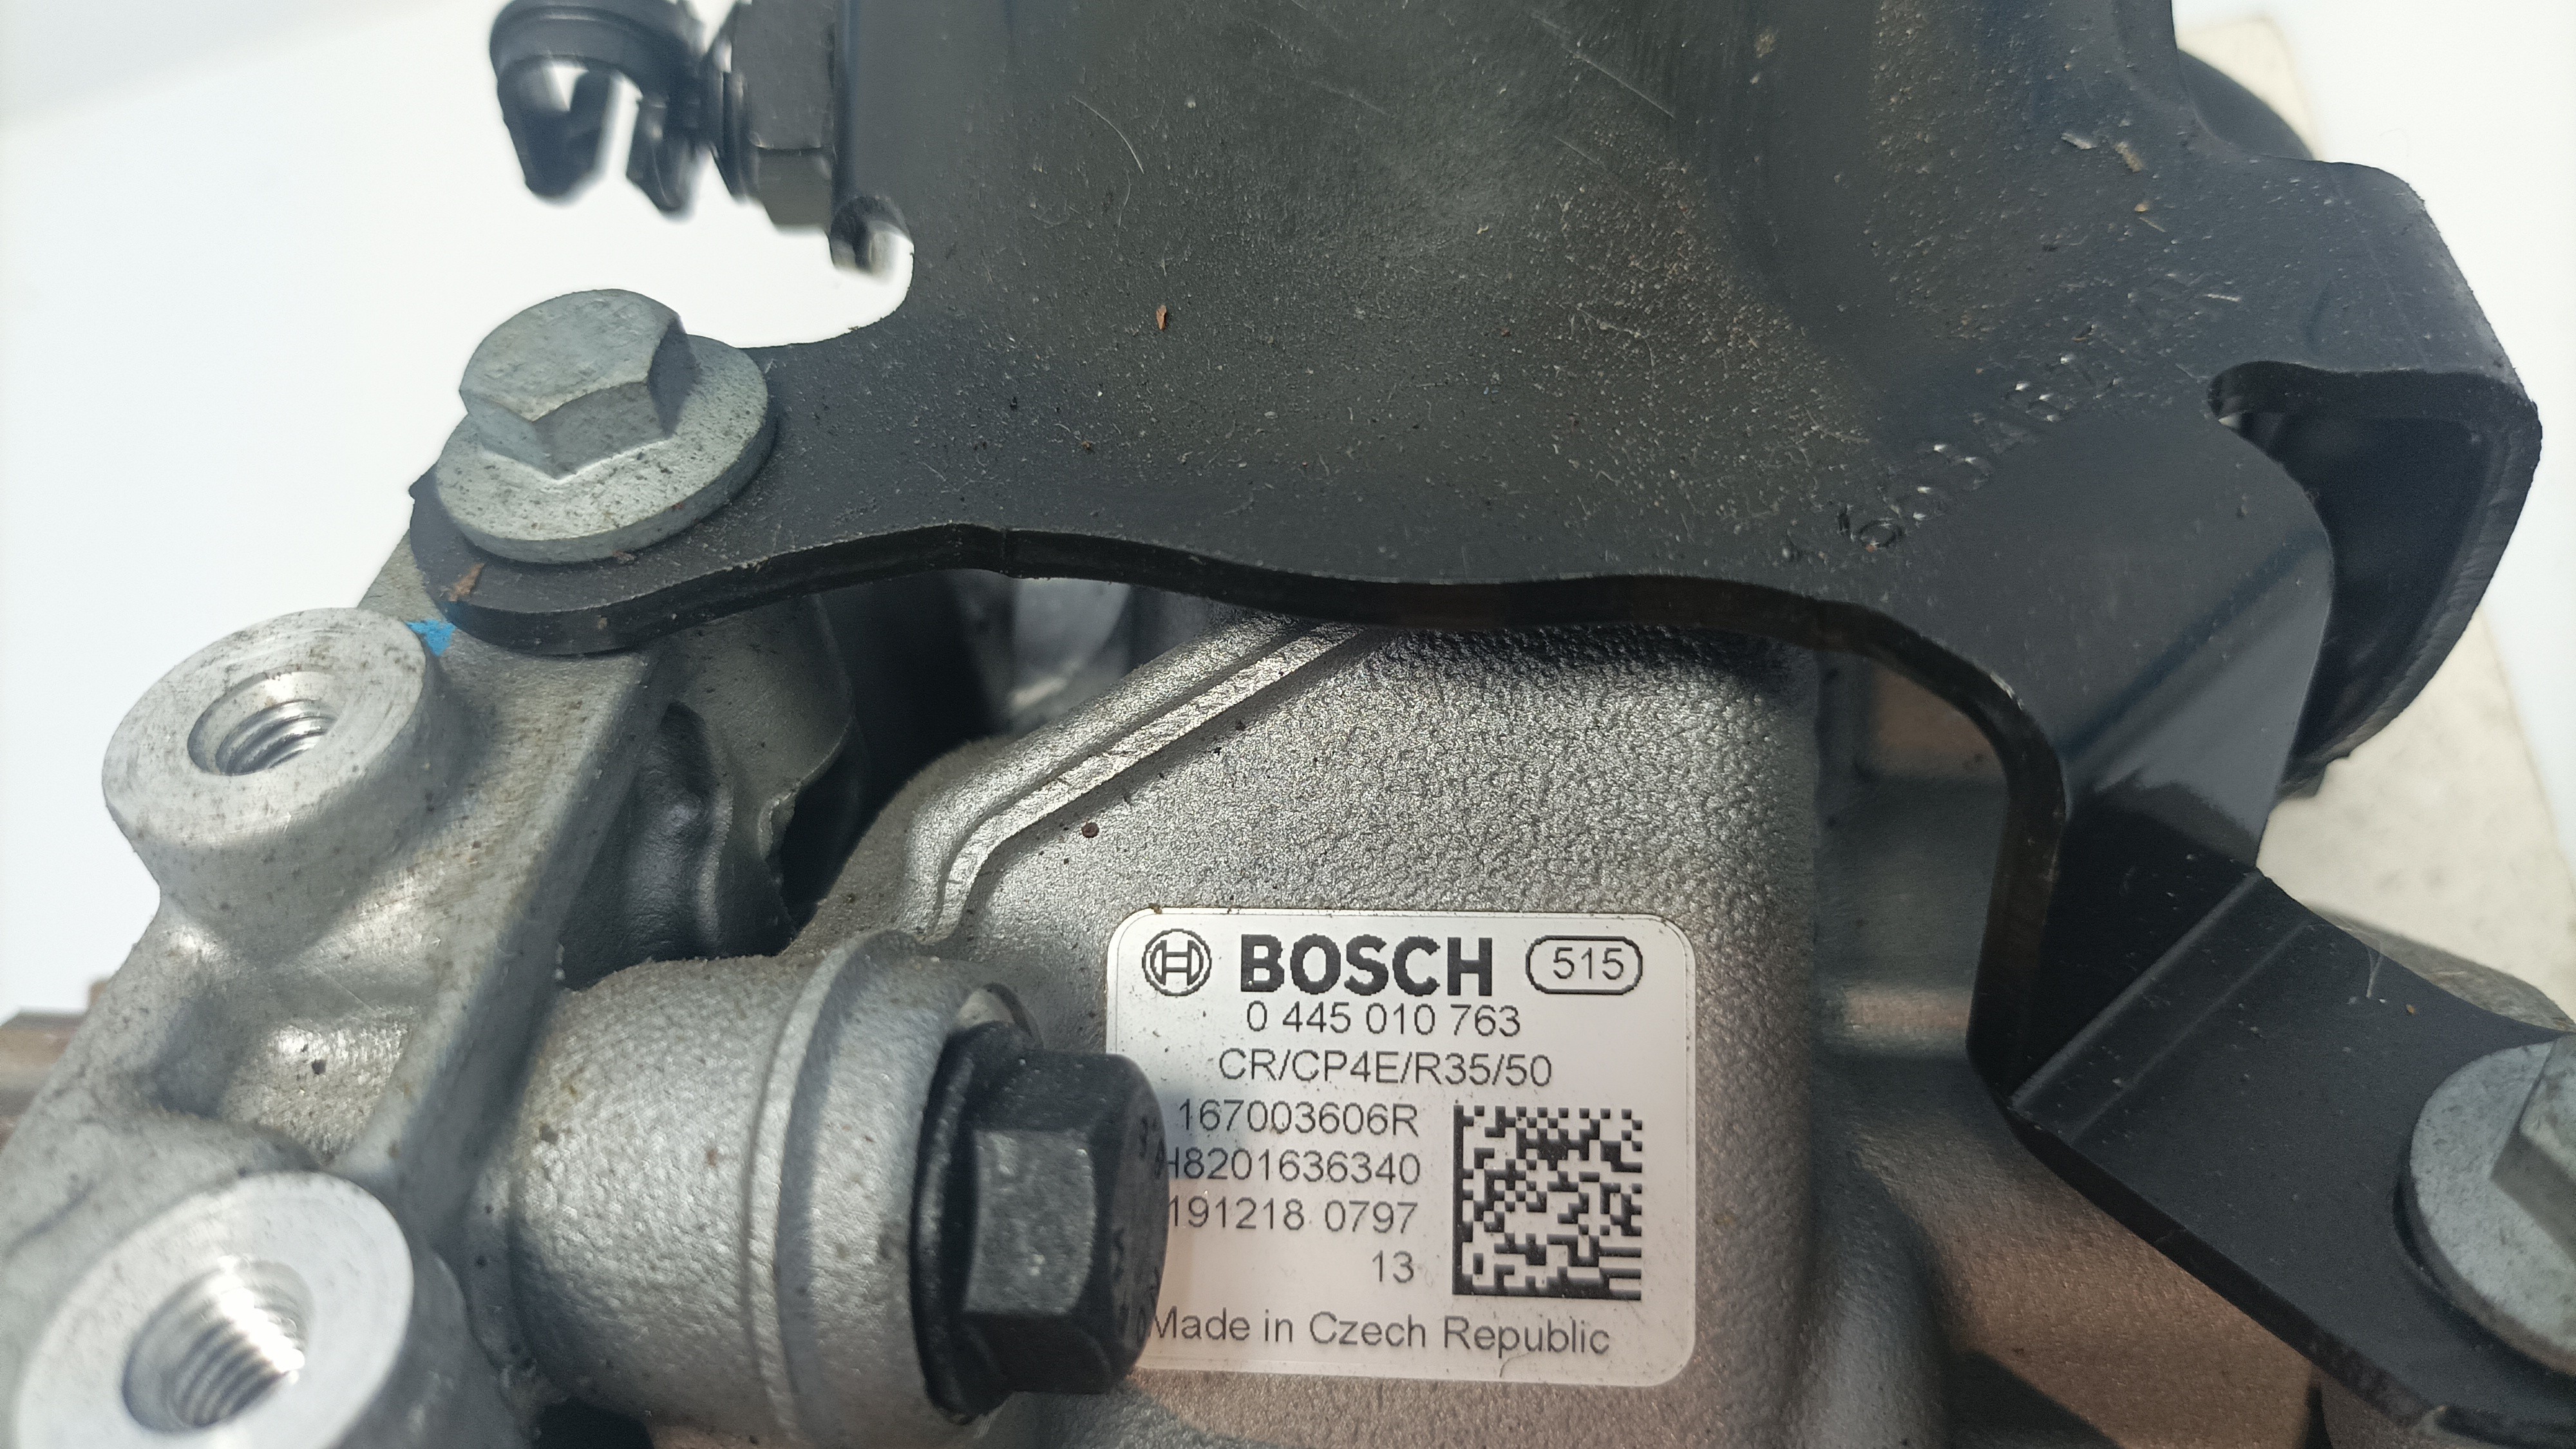 BOSCH 515
0 445 010 763
CR/CP4E/R35/50
167003606R
H8201636340
191218 0797
13
Made in Czech Republic